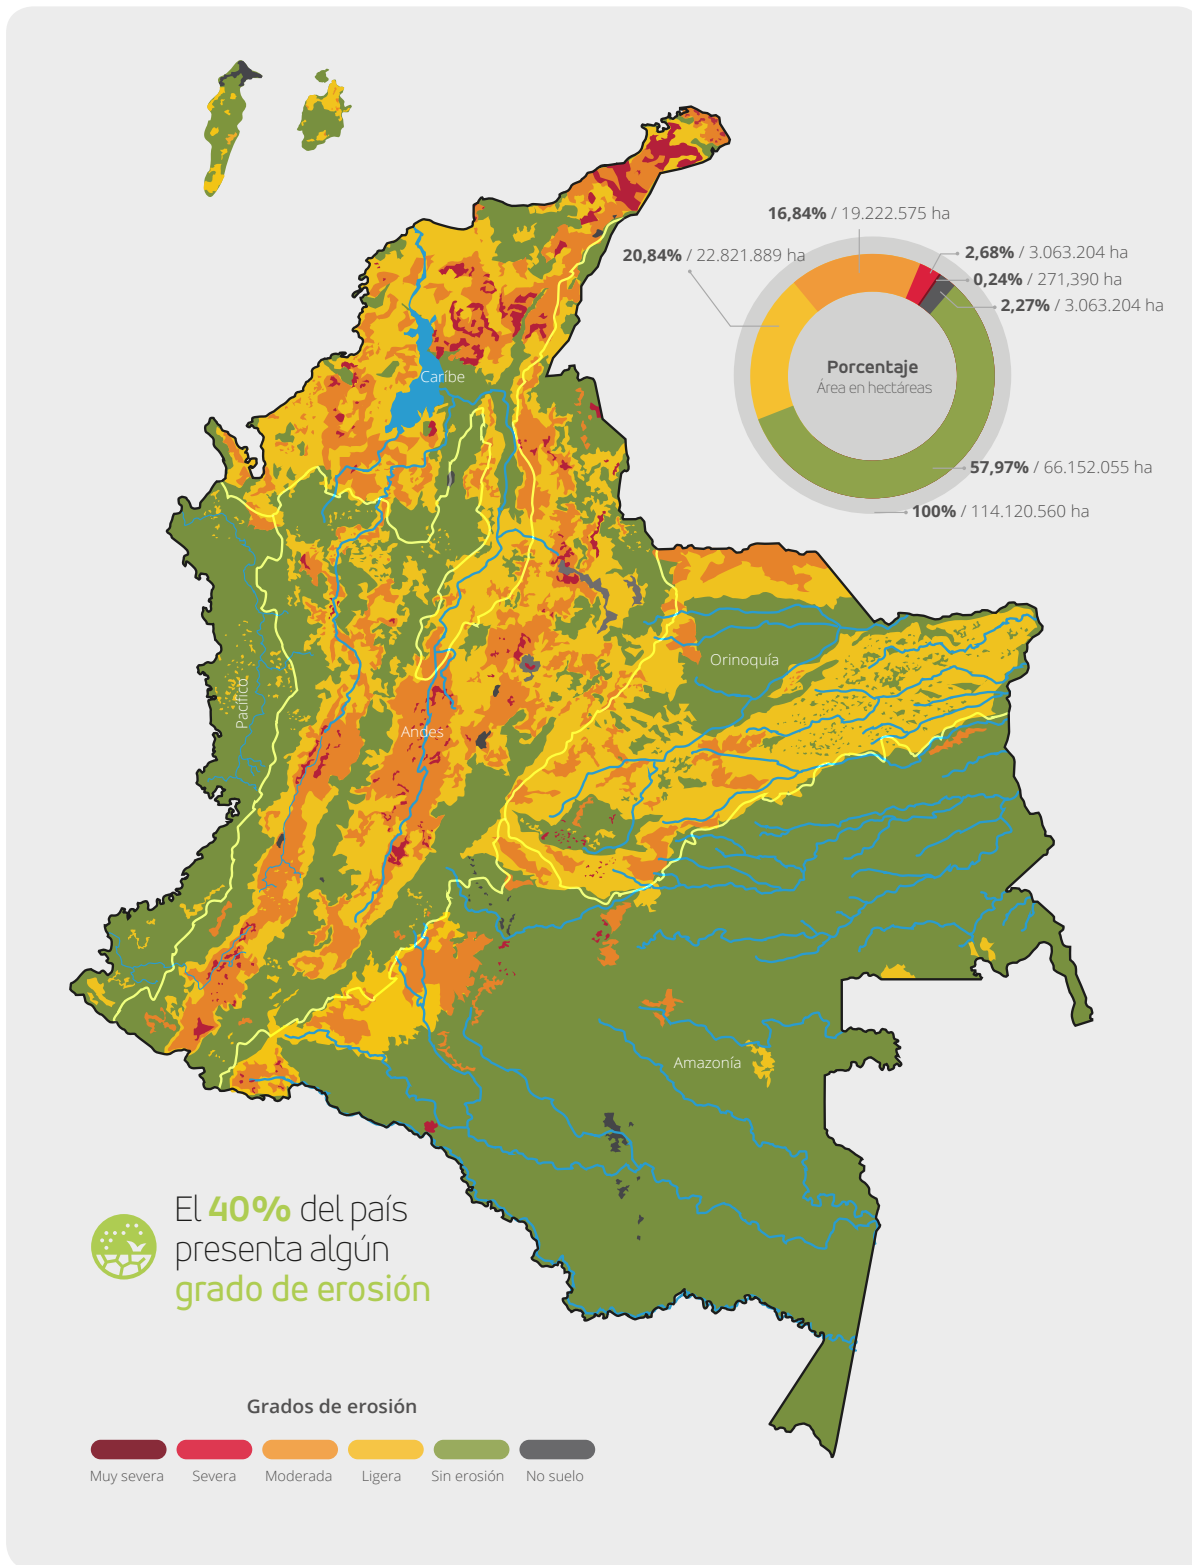 16,84% / 19.222.575 ha
20,84% / 22.821.889 ha
2,68% / 3.063.204 ha
0,24% / 271,390 ha
2,27% / 3.063.204 ha
Porcentaje
Área en hectáreas
57,97% / 66.152.055 ha
100% / 114.120.560 ha
Caribe
Orinoquía
Pacífico
Andes
Amazonía
El 40% del país
presenta algún
grado de erosión
Grados de erosión
Muy severa Severa Moderada Ligera Sin erosión No suelo